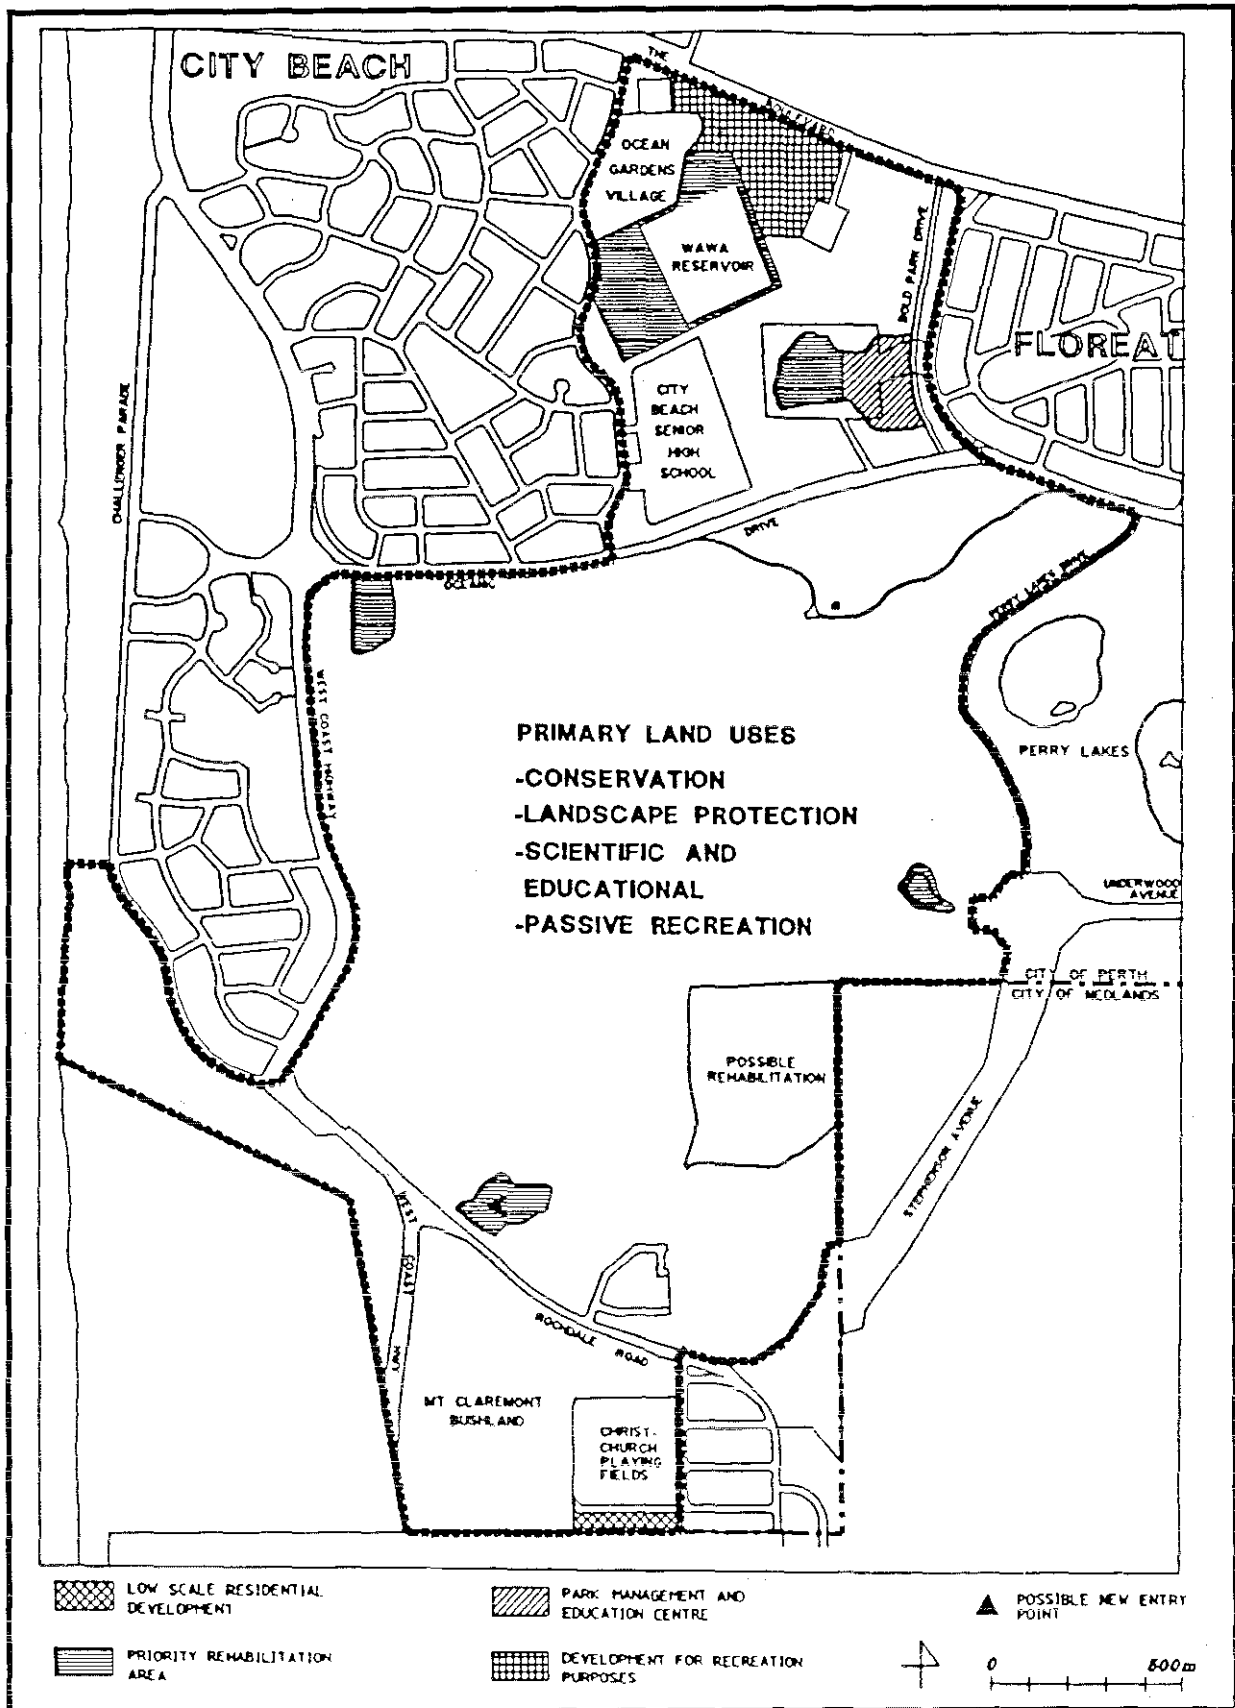 CITY BEACH
THE
BOULEVARD
OCEAN
GARDENS
VILLAGE
WAWA
RESERVOIR
BOLD PARK DRIVE
FLOREAT
CHALLENGER PARADE
CITY
BEACH
SENIOR
HIGH
SCHOOL
OCEANIC
DRIVE
PERRY LAKES DRIVE
WEST COAST HIGHWAY
PERRY LAKES
PRIMARY LAND USES
-CONSERVATION
-LANDSCAPE PROTECTION
-SCIENTIFIC AND
EDUCATIONAL
-PASSIVE RECREATION
UNDERWOOD
AVENUE
CITY OF PERTH
CITY OF NEDLANDS
POSSIBLE
REHABILITATION
STEPHENSON AVENUE
WEST
COAST
LINK
ROCHDALE ROAD
MT CLAREMONT
BUSHLAND
CHRIST-
CHURCH
PLAYING
FIELDS
LOW SCALE RESIDENTIAL
DEVELOPMENT
PARK MANAGEMENT AND
EDUCATION CENTRE
POSSIBLE NEW ENTRY
POINT
PRIORITY REHABILITATION
AREA
DEVELOPMENT FOR RECREATION
PURPOSES
0 500m